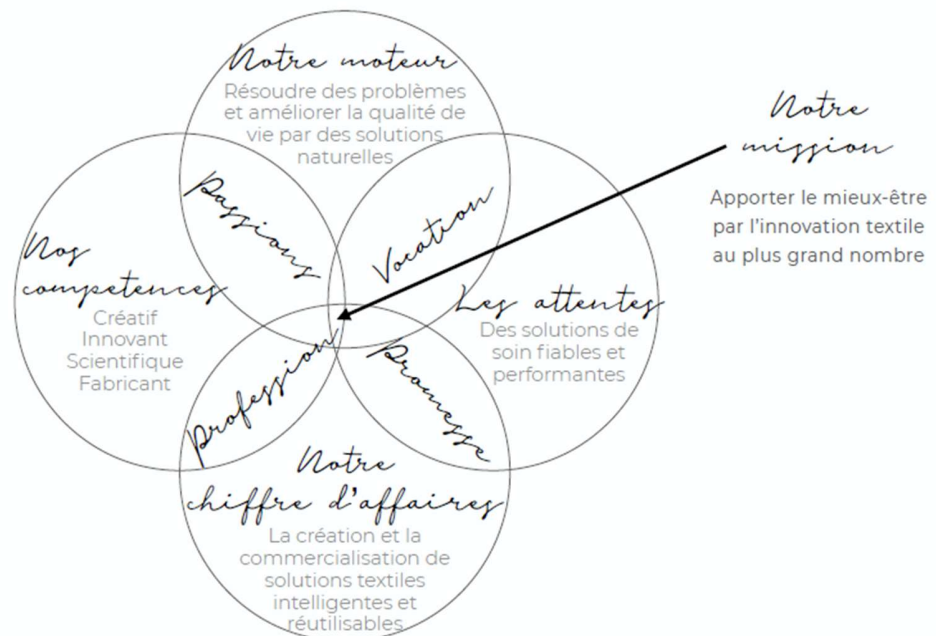 Notre moteur
Résoudre des problèmes
et améliorer la qualité de
vie par des solutions
naturelles
Notre
mission
Apporter le mieux-être
par l'innovation textile
au plus grand nombre
Passions
Vocation
Nos
competences
Créatif
Innovant
Scientifique
Fabricant
Les attentes
Des solutions de
soin fiables et
performantes
Profession
Promesse
Notre
chiffre d'affaires
La création et la
commercialisation de
solutions textiles
intelligentes et
réutilisables